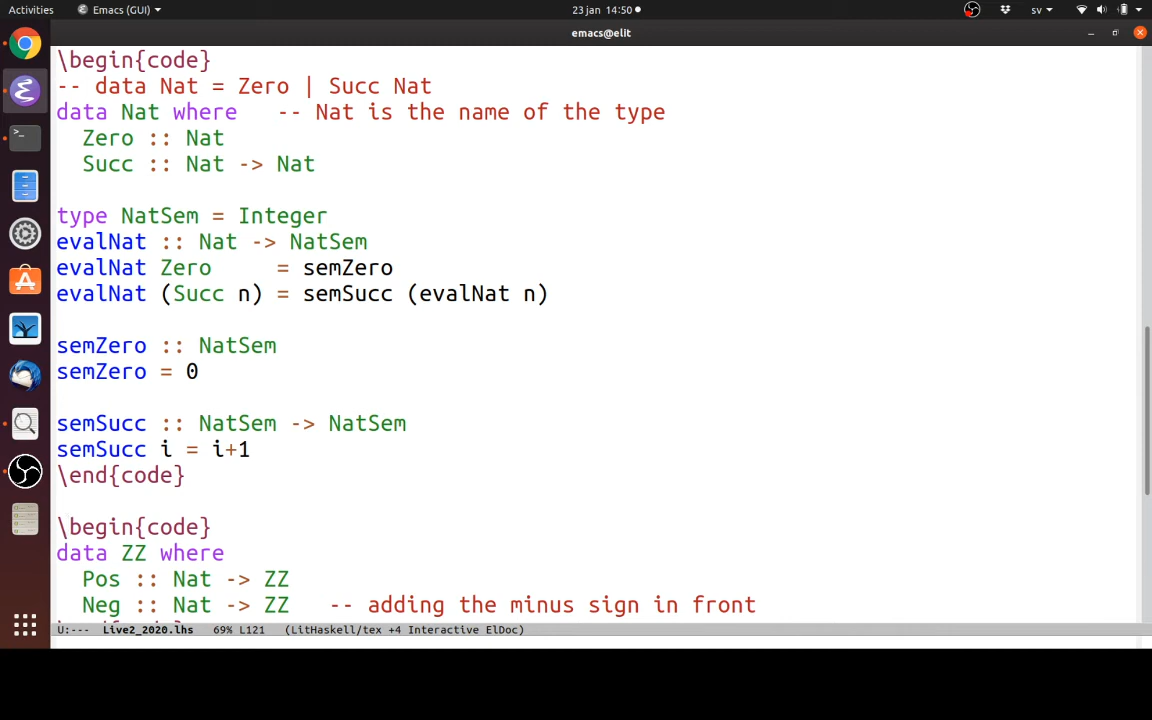 Activities Emacs (GUI) 23 jan 14:50 sv
emacs@elit
\begin{code}
-- data Nat = Zero | Succ Nat
data Nat where   -- Nat is the name of the type
  Zero :: Nat
  Succ :: Nat -> Nat
type NatSem = Integer
evalNat :: Nat -> NatSem
evalNat Zero     = semZero
evalNat (Succ n) = semSucc (evalNat n)
semZero :: NatSem
semZero = 0
semSucc :: NatSem -> NatSem
semSucc i = i+1
\end{code}
\begin{code}
data ZZ where
  Pos :: Nat -> ZZ
  Neg :: Nat -> ZZ   -- adding the minus sign in front
U:--- Live2_2020.lhs 69% L121 (LitHaskell/tex +4 Interactive ElDoc)